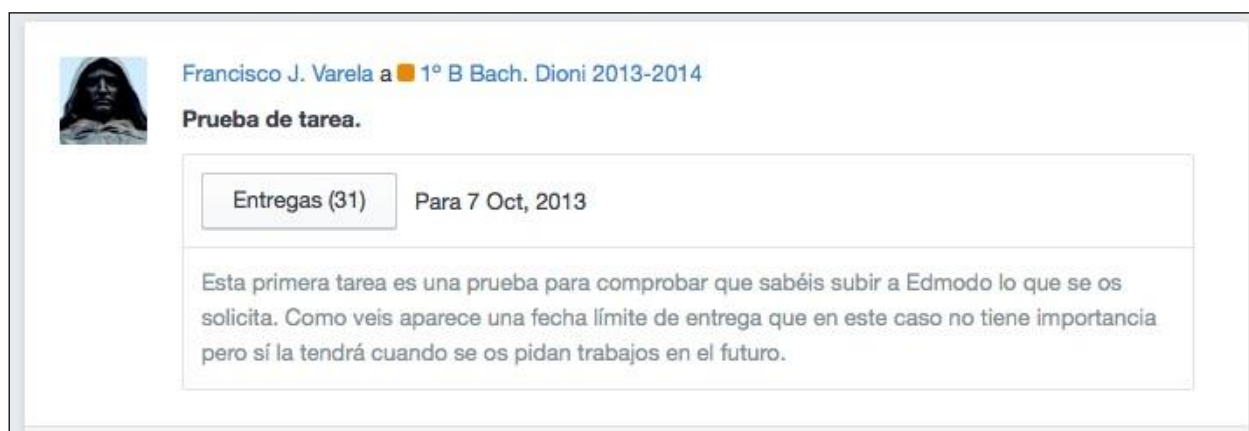 Francisco J. Varela a 1º B Bach. Dioni 2013-2014
Prueba de tarea.
Entregas (31) Para 7 Oct, 2013
Esta primera tarea es una prueba para comprobar que sabéis subir a Edmodo lo que se os
solicita. Como veis aparece una fecha límite de entrega que en este caso no tiene importancia
pero sí la tendrá cuando se os pidan trabajos en el futuro.